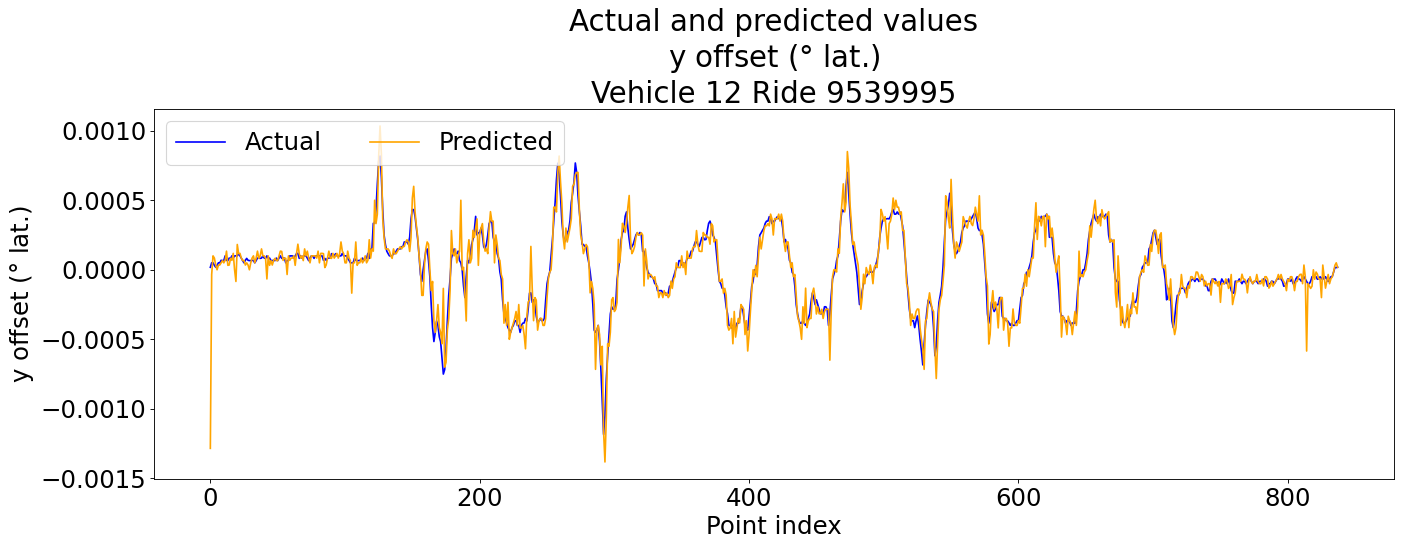 Actual and predicted values
y offset (° lat.)
Vehicle 12 Ride 9539995
Actual Predicted
y offset (° lat.)
0.0010
0.0005
0.0000
−0.0005
−0.0010
−0.0015
0 200 400 600 800
Point index